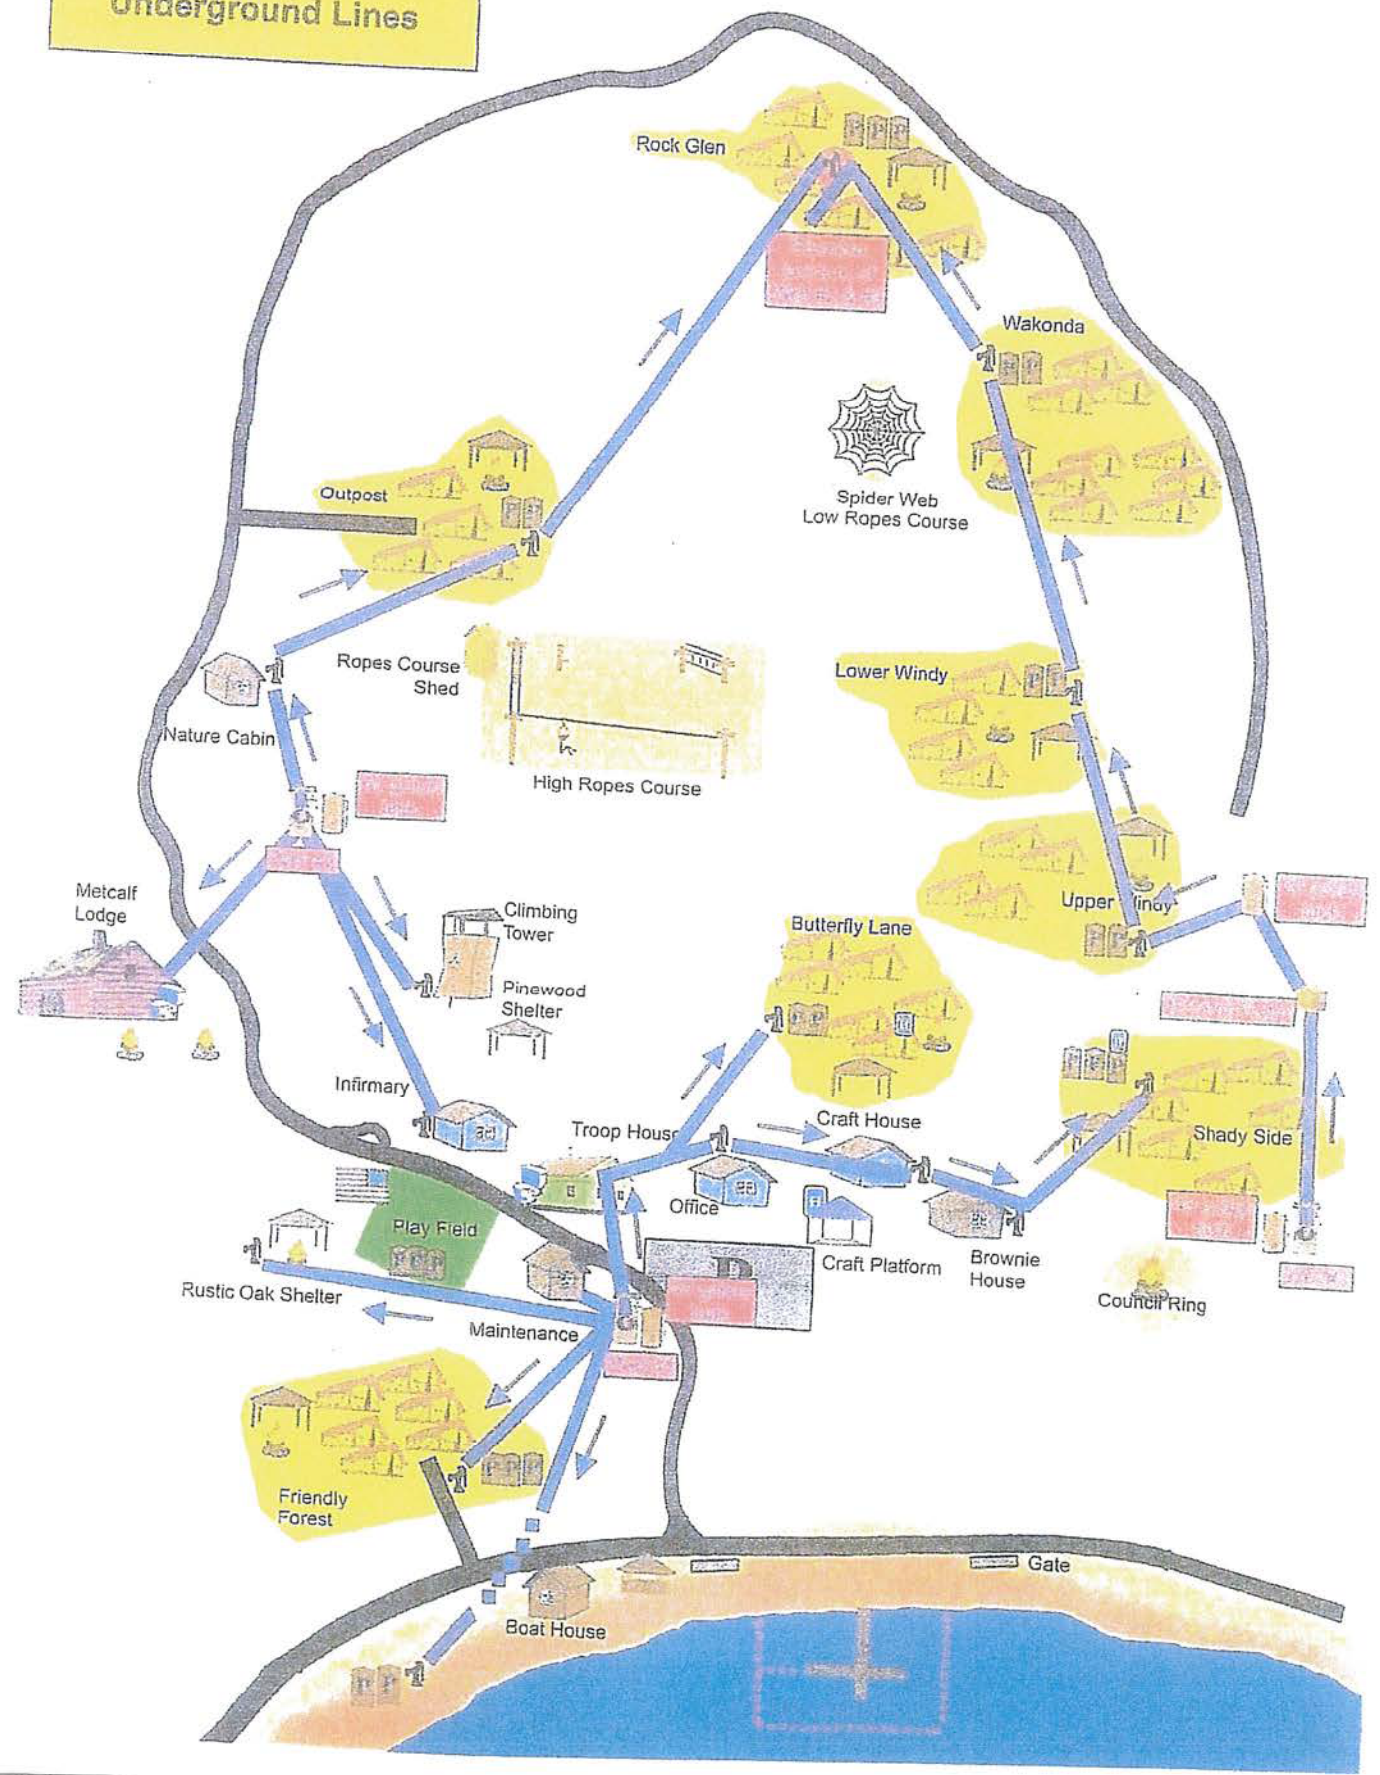 Underground Lines
Rock Glen
Wakonda
Spider Web
Low Ropes Course
Outpost
Ropes Course
Shed
Lower Windy
Nature Cabin
High Ropes Course
Metcalf
Lodge
Climbing
Tower
Upper Windy
Butterfly Lane
Pinewood
Shelter
Infirmary
Craft House
Troop House
Shady Side
Office
Play Field
Craft Platform
Brownie
House
Rustic Oak Shelter
Council Ring
Maintenance
Friendly
Forest
Gate
Boat House